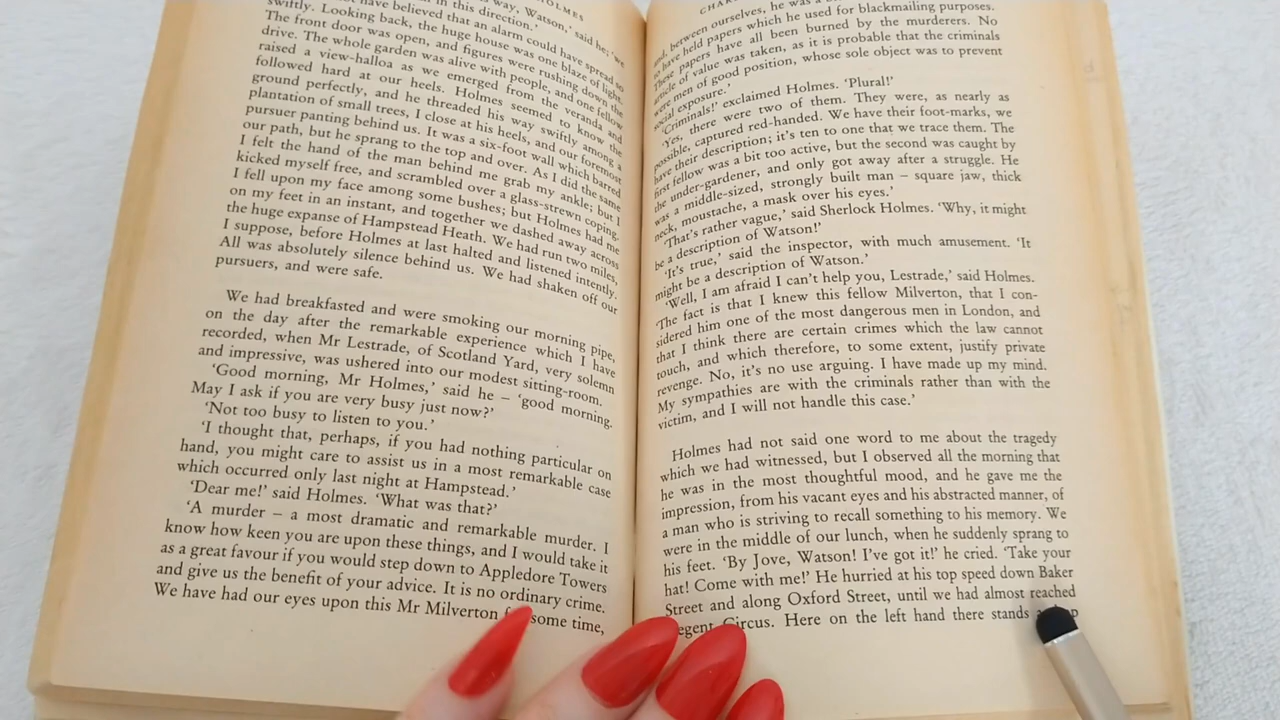 HOLMES
way, Watson,' said he; 'we
in this direction.'
not have believed that an alarm could have spread so
swiftly. Looking back, the huge house was one blaze of light.
The front door was open, and figures were rushing down the
drive. The whole garden was alive with people, and one fellow
raised a view-halloa as we emerged from the veranda and
followed hard at our heels. Holmes seemed to know the
ground perfectly, and he threaded his way swiftly among a
plantation of small trees, I close at his heels, and our foremost
pursuer panting behind us. It was a six-foot wall which barred
our path, but he sprang to the top and over. As I did the same
I felt the hand of the man behind me grab my ankle; but I
kicked myself free, and scrambled over a glass-strewn coping.
I fell upon my face among some bushes; but Holmes had me
on my feet in an instant, and together we dashed away across
the huge expanse of Hampstead Heath. We had run two miles,
I suppose, before Holmes at last halted and listened intently.
All was absolutely silence behind us. We had shaken off our
pursuers, and were safe.
We had breakfasted and were smoking our morning pipe,
on the day after the remarkable experience which I have
recorded, when Mr Lestrade, of Scotland Yard, very solemn
and impressive, was ushered into our modest sitting-room.
'Good morning, Mr Holmes,' said he – 'good morning.
May I ask if you are very busy just now?'
'Not too busy to listen to you.'
'I thought that, perhaps, if you had nothing particular on
hand, you might care to assist us in a most remarkable case
which occurred only last night at Hampstead.'
'Dear me!' said Holmes. 'What was that?'
'A murder – a most dramatic and remarkable murder. I
know how keen you are upon these things, and I would take it
as a great favour if you would step down to Appledore Towers
and give us the benefit of your advice. It is no ordinary crime.
We have had our eyes upon this Mr Milverton some time,
and, between ourselves, he was a
to have held papers which he used for blackmailing purposes.
These papers have all been burned by the murderers. No
article of value was taken, as it is probable that the criminals
were men of good position, whose sole object was to prevent
social exposure.'
'Criminals!' exclaimed Holmes. 'Plural!'
'Yes, there were two of them. They were, as nearly as
possible, captured red-handed. We have their foot-marks, we
have their description; it's ten to one that we trace them. The
first fellow was a bit too active, but the second was caught by
the under-gardener, and only got away after a struggle. He
was a middle-sized, strongly built man – square jaw, thick
neck, moustache, a mask over his eyes.'
'That's rather vague,' said Sherlock Holmes. 'Why, it might
be a description of Watson!'
'It's true,' said the inspector, with much amusement. 'It
might be a description of Watson.'
'Well, I am afraid I can't help you, Lestrade,' said Holmes.
'The fact is that I knew this fellow Milverton, that I con-
sidered him one of the most dangerous men in London, and
that I think there are certain crimes which the law cannot
touch, and which therefore, to some extent, justify private
revenge. No, it's no use arguing. I have made up my mind.
My sympathies are with the criminals rather than with the
victim, and I will not handle this case.'
Holmes had not said one word to me about the tragedy
which we had witnessed, but I observed all the morning that
he was in the most thoughtful mood, and he gave me the
impression, from his vacant eyes and his abstracted manner, of
a man who is striving to recall something to his memory. We
were in the middle of our lunch, when he suddenly sprang to
his feet. 'By Jove, Watson! I've got it!' he cried. 'Take your
hat! Come with me!' He hurried at his top speed down Baker
Street and along Oxford Street, until we had almost reached
Circus. Here on the left hand there stands